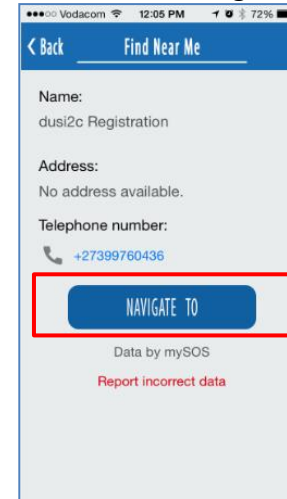 Vodacom 12:05 PM 72%
Back Find Near Me
Name:
dusi2c Registration
Address:
No address available.
Telephone number:
+27399760436
NAVIGATE TO
Data by mySOS
Report incorrect data